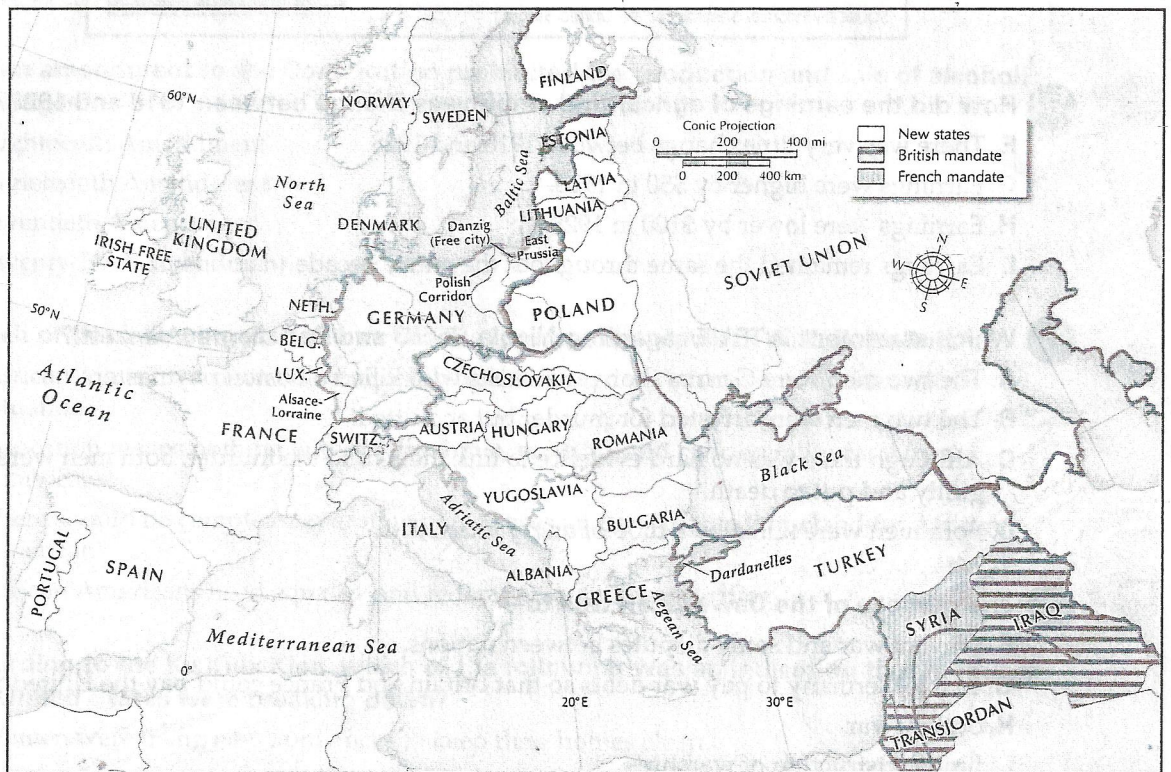 FINLAND
60°N
NORWAY
SWEDEN
ESTONIA
Conic Projection
0 200 400 mi
0 200 400 km
New states
British mandate
French mandate
North
Sea
Baltic Sea
LATVIA
LITHUANIA
DENMARK
Danzig
(Free city)
East
Prussia
UNITED
KINGDOM
IRISH FREE
STATE
SOVIET UNION
N
W
E
S
Polish
Corridor
50°N
NETH.
GERMANY
POLAND
BELG.
LUX.
CZECHOSLOVAKIA
Atlantic
Ocean
Alsace-
Lorraine
FRANCE
SWITZ.
AUSTRIA
HUNGARY
ROMANIA
Black Sea
YUGOSLAVIA
ITALY
Adriatic Sea
BULGARIA
PORTUGAL
SPAIN
ALBANIA
GREECE
Dardanelles
TURKEY
Aegean Sea
SYRIA
IRAQ
Mediterranean Sea
0°
20°E
30°E
TRANSJORDAN